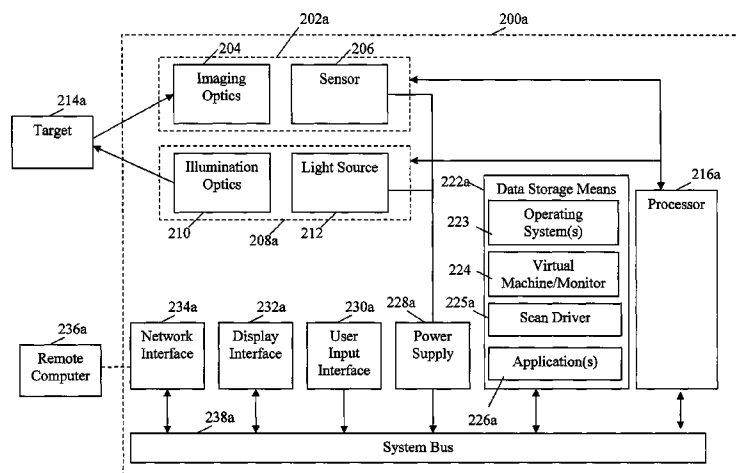 202a
200a
204
206
Imaging
Optics
Sensor
214a
Target
Illumination
Optics
Light Source
210
212
208a
222a
Data Storage Means
216a
Processor
Operating
System(s)
223
Virtual
Machine/Monitor
224
225a
Scan Driver
Application(s)
226a
234a
232a
230a
228a
Network
Interface
Display
Interface
User
Input
Interface
Power
Supply
236a
Remote
Computer
238a
System Bus